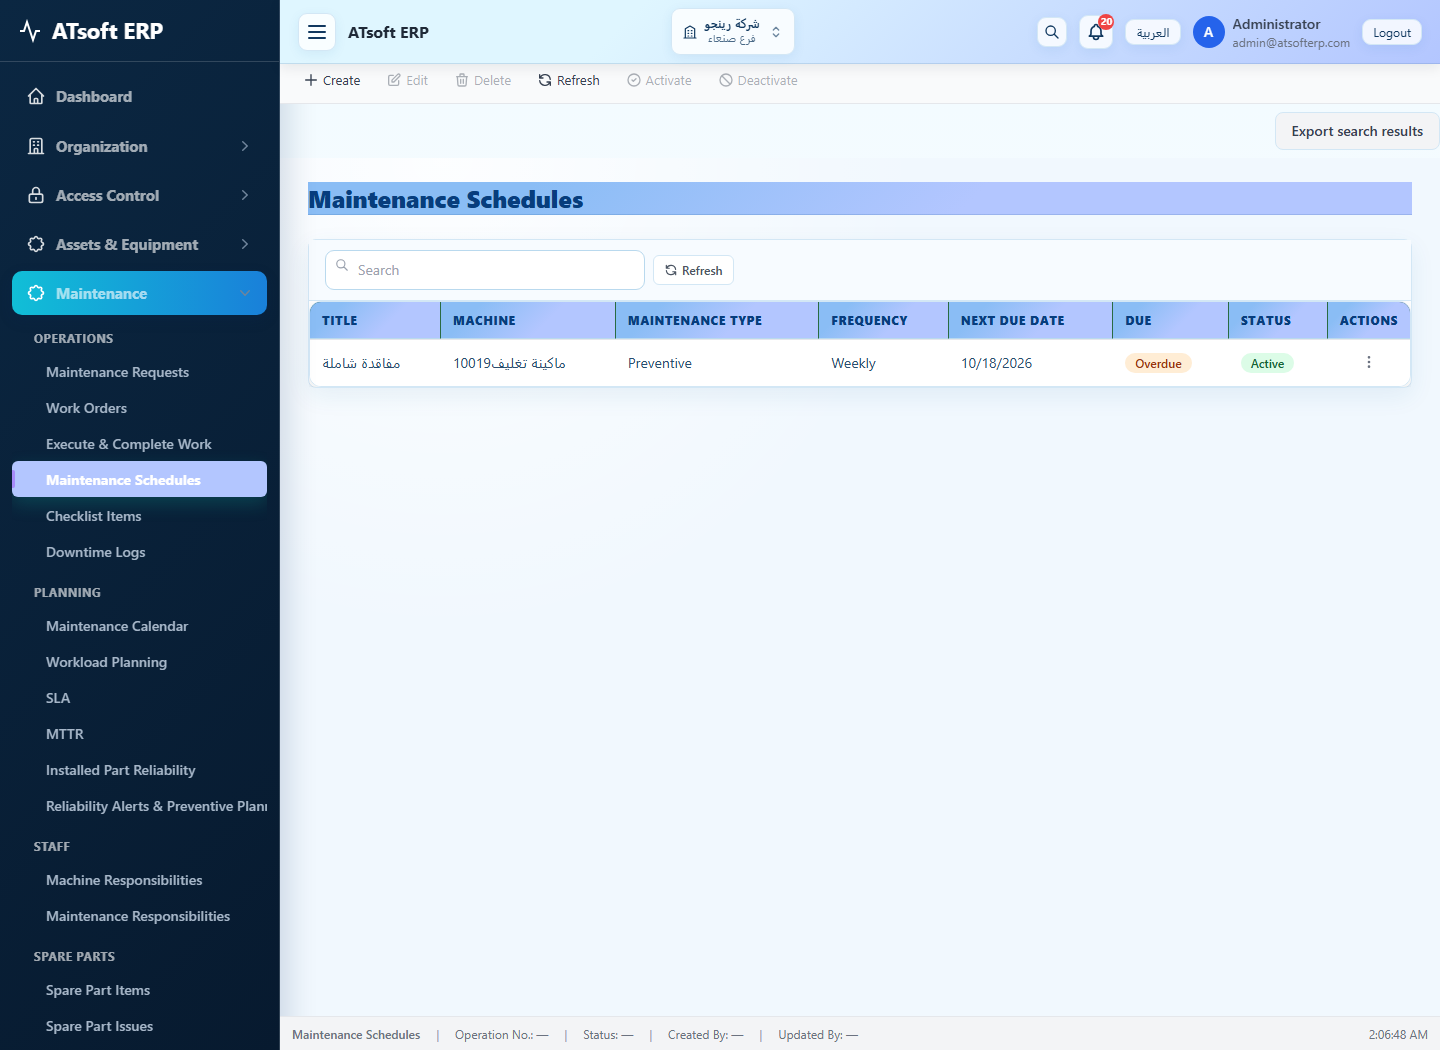 ATsoft ERP
Dashboard
Organization
Access Control
Assets & Equipment
Maintenance
OPERATIONS
Maintenance Requests
Work Orders
Execute & Complete Work
Maintenance Schedules
Checklist Items
Downtime Logs
PLANNING
Maintenance Calendar
Workload Planning
SLA
MTTR
Installed Part Reliability
Reliability Alerts & Preventive Plann
STAFF
Machine Responsibilities
Maintenance Responsibilities
SPARE PARTS
Spare Part Items
Spare Part Issues
ATsoft ERP
شركة رينجو
فرع صنعاء
20
العربية
A
Administrator
admin@atsofterp.com
Logout
Create
Edit
Delete
Refresh
Activate
Deactivate
Export search results
Maintenance Schedules
Search
Refresh
TITLE MACHINE MAINTENANCE TYPE FREQUENCY NEXT DUE DATE DUE STATUS ACTIONS
مفاقدة شاملة ماكينة تغليف10019 Preventive Weekly 10/18/2026 Overdue Active
Maintenance Schedules | Operation No.: — | Status: — | Created By: — | Updated By: — 2:06:48 AM